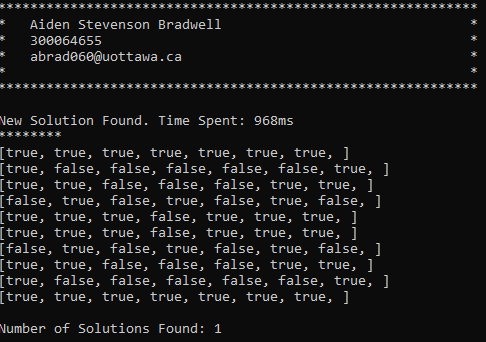 ************************************************************
*   Aiden Stevenson Bradwell                               *
*   300064655                                              *
*   abrad060@uottawa.ca                                    *
*                                                          *
************************************************************
New Solution Found. Time Spent: 968ms
********
[true, true, true, true, true, true, true, ]
[true, false, false, false, false, false, true, ]
[true, true, false, false, false, true, true, ]
[false, true, false, true, false, true, false, ]
[true, true, true, false, true, true, true, ]
[true, true, true, false, true, true, true, ]
[false, true, false, true, false, true, false, ]
[true, true, false, false, false, true, true, ]
[true, false, false, false, false, false, true, ]
[true, true, true, true, true, true, true, ]
Number of Solutions Found: 1